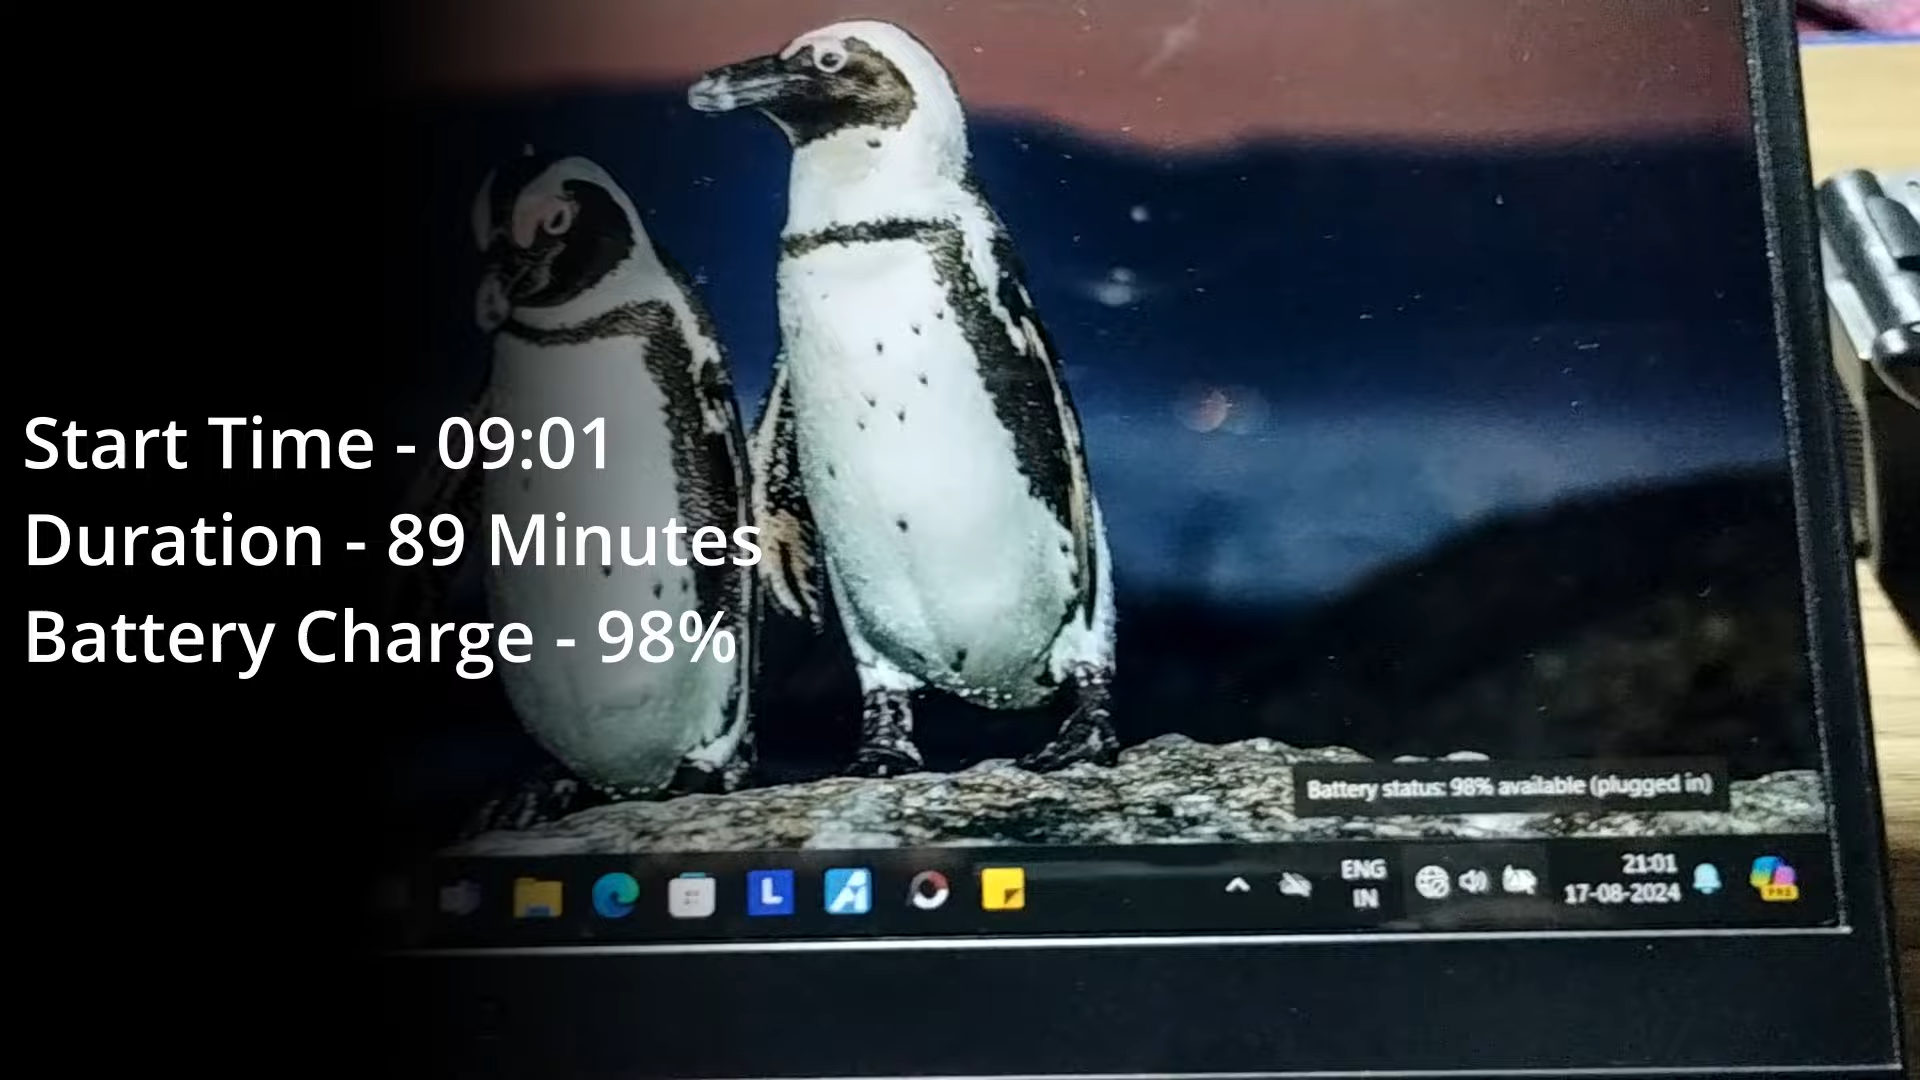 Start Time - 09:01
Duration - 89 Minutes
Battery Charge - 98%
Battery status: 98% available (plugged in)
L
ENG
IN
21:01
17-08-2024
PRE